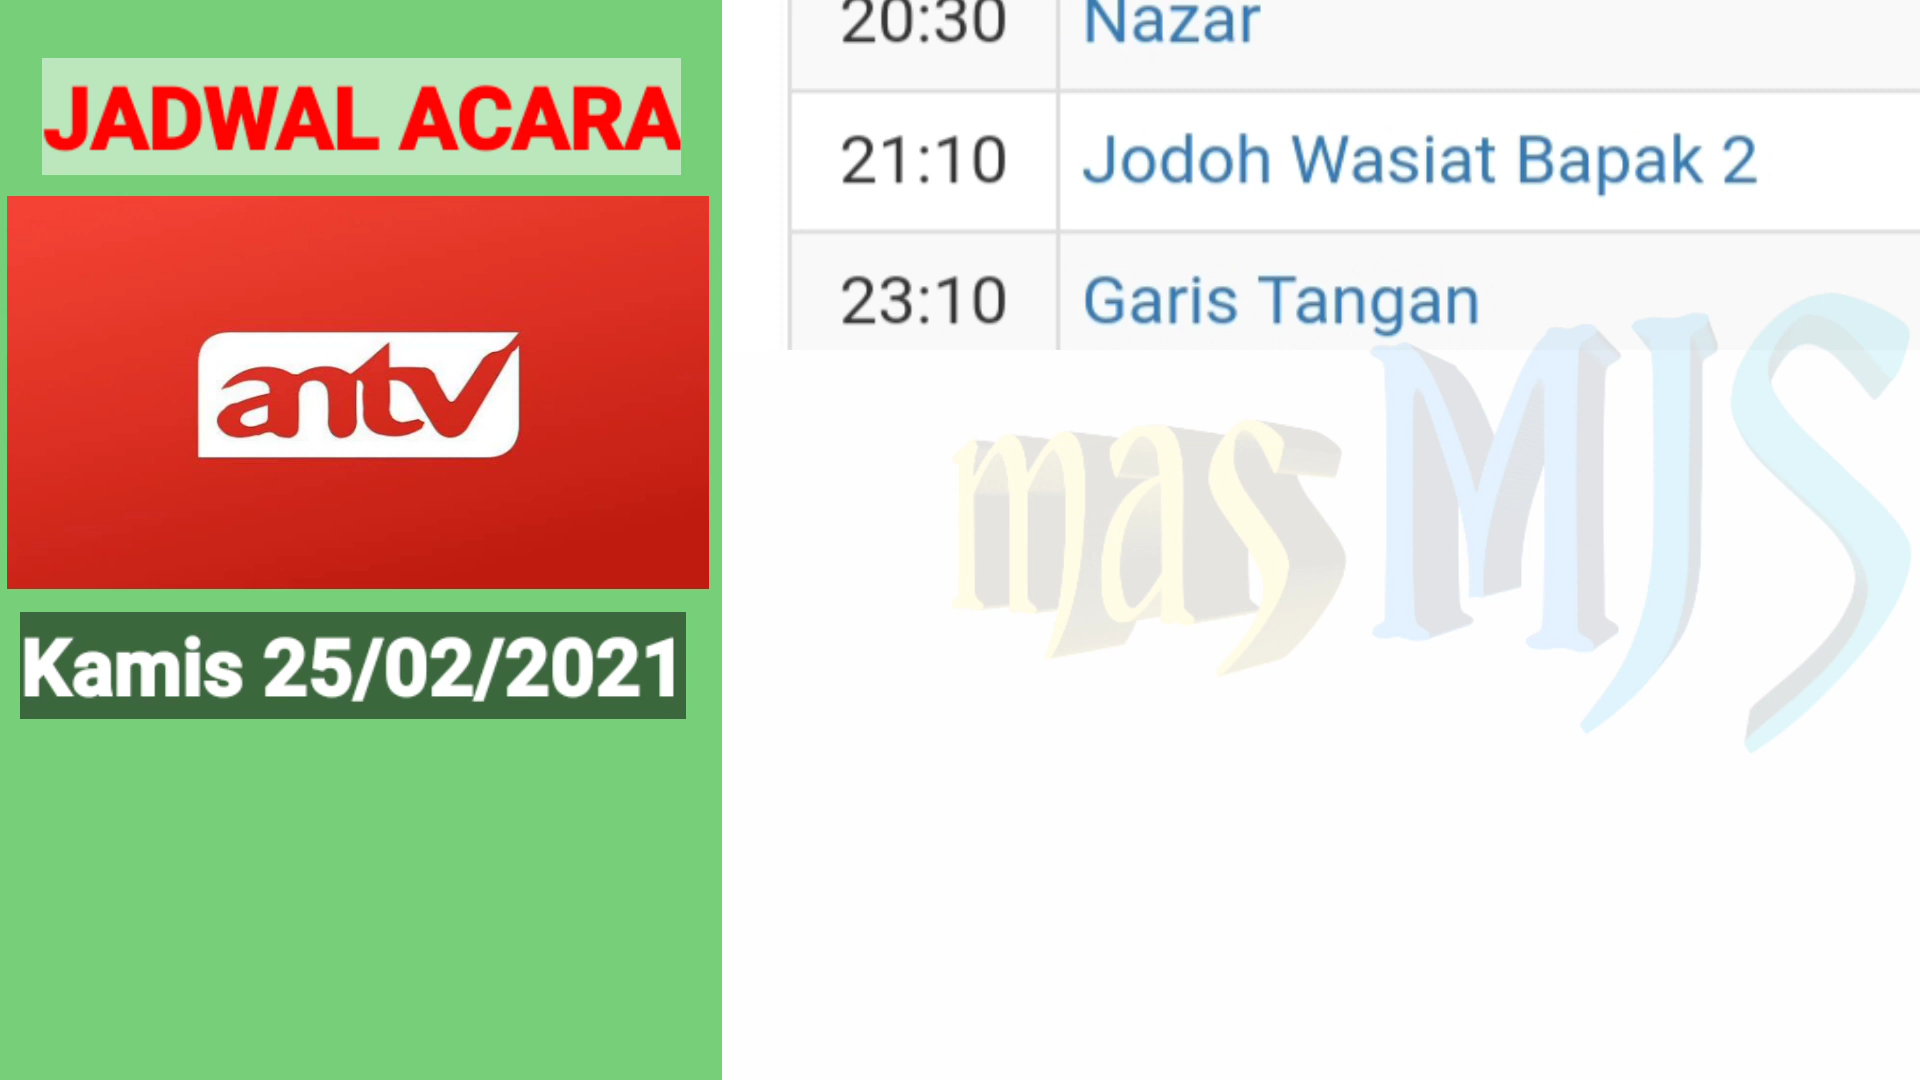 JADWAL ACARA
antv
Kamis 25/02/2021
20:30 Nazar
21:10 Jodoh Wasiat Bapak 2
23:10 Garis Tangan
mas MJS